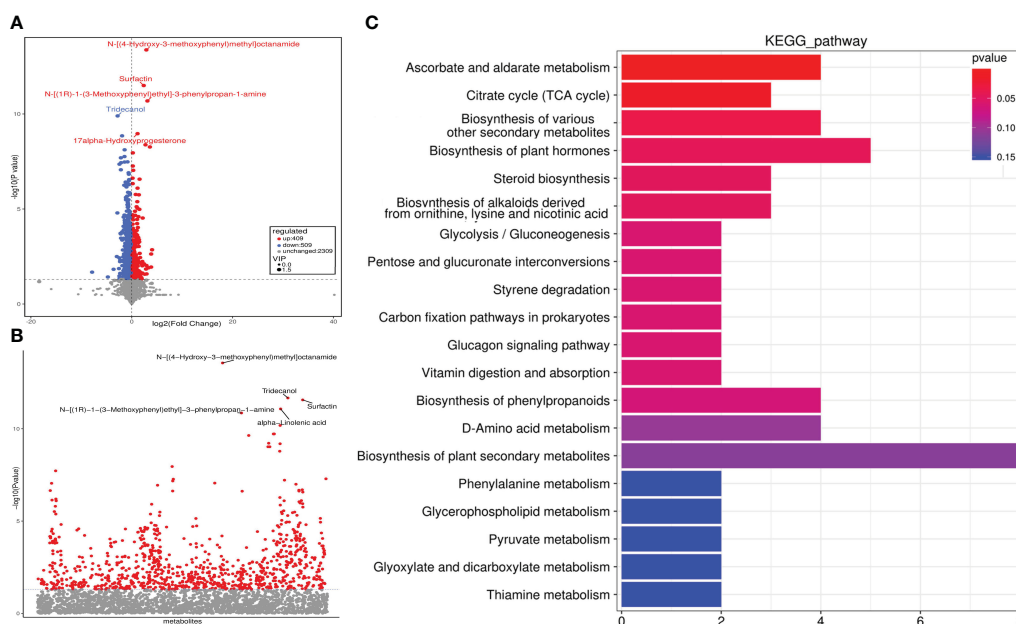 A
N-[(4-Hydroxy-3-methoxyphenyl)methyl]octanamide
Surfactin
N-[(1R)-1-(3-Methoxyphenyl)ethyl]-3-phenylpropan-1-amine
Tridecanol
17alpha-Hydroxyprogesterone
10
5
0
-log10(P value)
regulated
up:409
down:509
unchanged:2309
VIP
0.0
1.5
-20
0
20
40
log2(Fold Change)
B
N-[(4-Hydroxy-3-methoxyphenyl)methyl]octanamide
Tridecanol
Surfactin
N-[(1R)-1-(3-Methoxyphenyl)ethyl]-3-phenylpropan-1-amine
alpha-Linolenic acid
10
5
0
-log10(Pvalue)
metabolites
C
KEGG_pathway
pvalue
0.05
0.10
0.15
Ascorbate and aldarate metabolism
Citrate cycle (TCA cycle)
Biosynthesis of various
other secondary metabolites
Biosynthesis of plant hormones
Steroid biosynthesis
Biosynthesis of alkaloids derived
from ornithine, lysine and nicotinic acid
Glycolysis / Gluconeogenesis
Pentose and glucuronate interconversions
Styrene degradation
Carbon fixation pathways in prokaryotes
Glucagon signaling pathway
Vitamin digestion and absorption
Biosynthesis of phenylpropanoids
D-Amino acid metabolism
Biosynthesis of plant secondary metabolites
Phenylalanine metabolism
Glycerophospholipid metabolism
Pyruvate metabolism
Glyoxylate and dicarboxylate metabolism
Thiamine metabolism
0
2
4
6